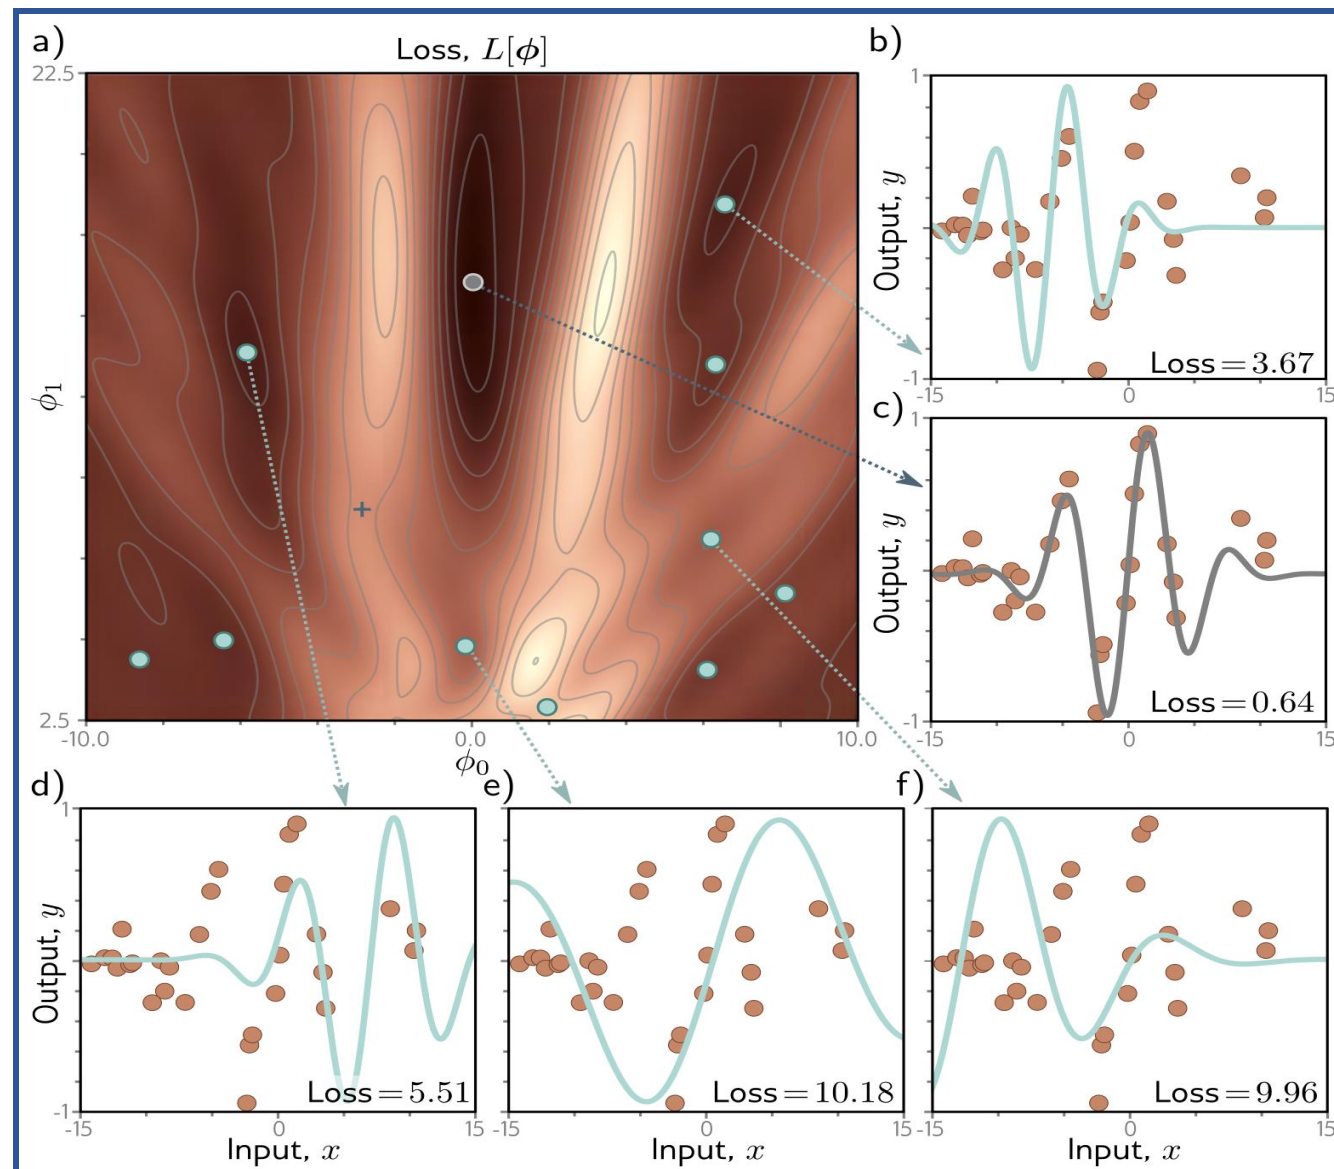 a)
Loss, L[ϕ]
22.5
ϕ₁
2.5
-10.0
0.0
10.0
ϕ₀
b)
1
Output, y
-1
Loss=3.67
-15
0
15
c)
1
Output, y
-1
Loss=0.64
-15
0
15
d)
1
Output, y
-1
Loss=5.51
-15
0
15
Input, x
e)
Loss=10.18
-15
0
15
Input, x
f)
Loss=9.96
-15
0
15
Input, x